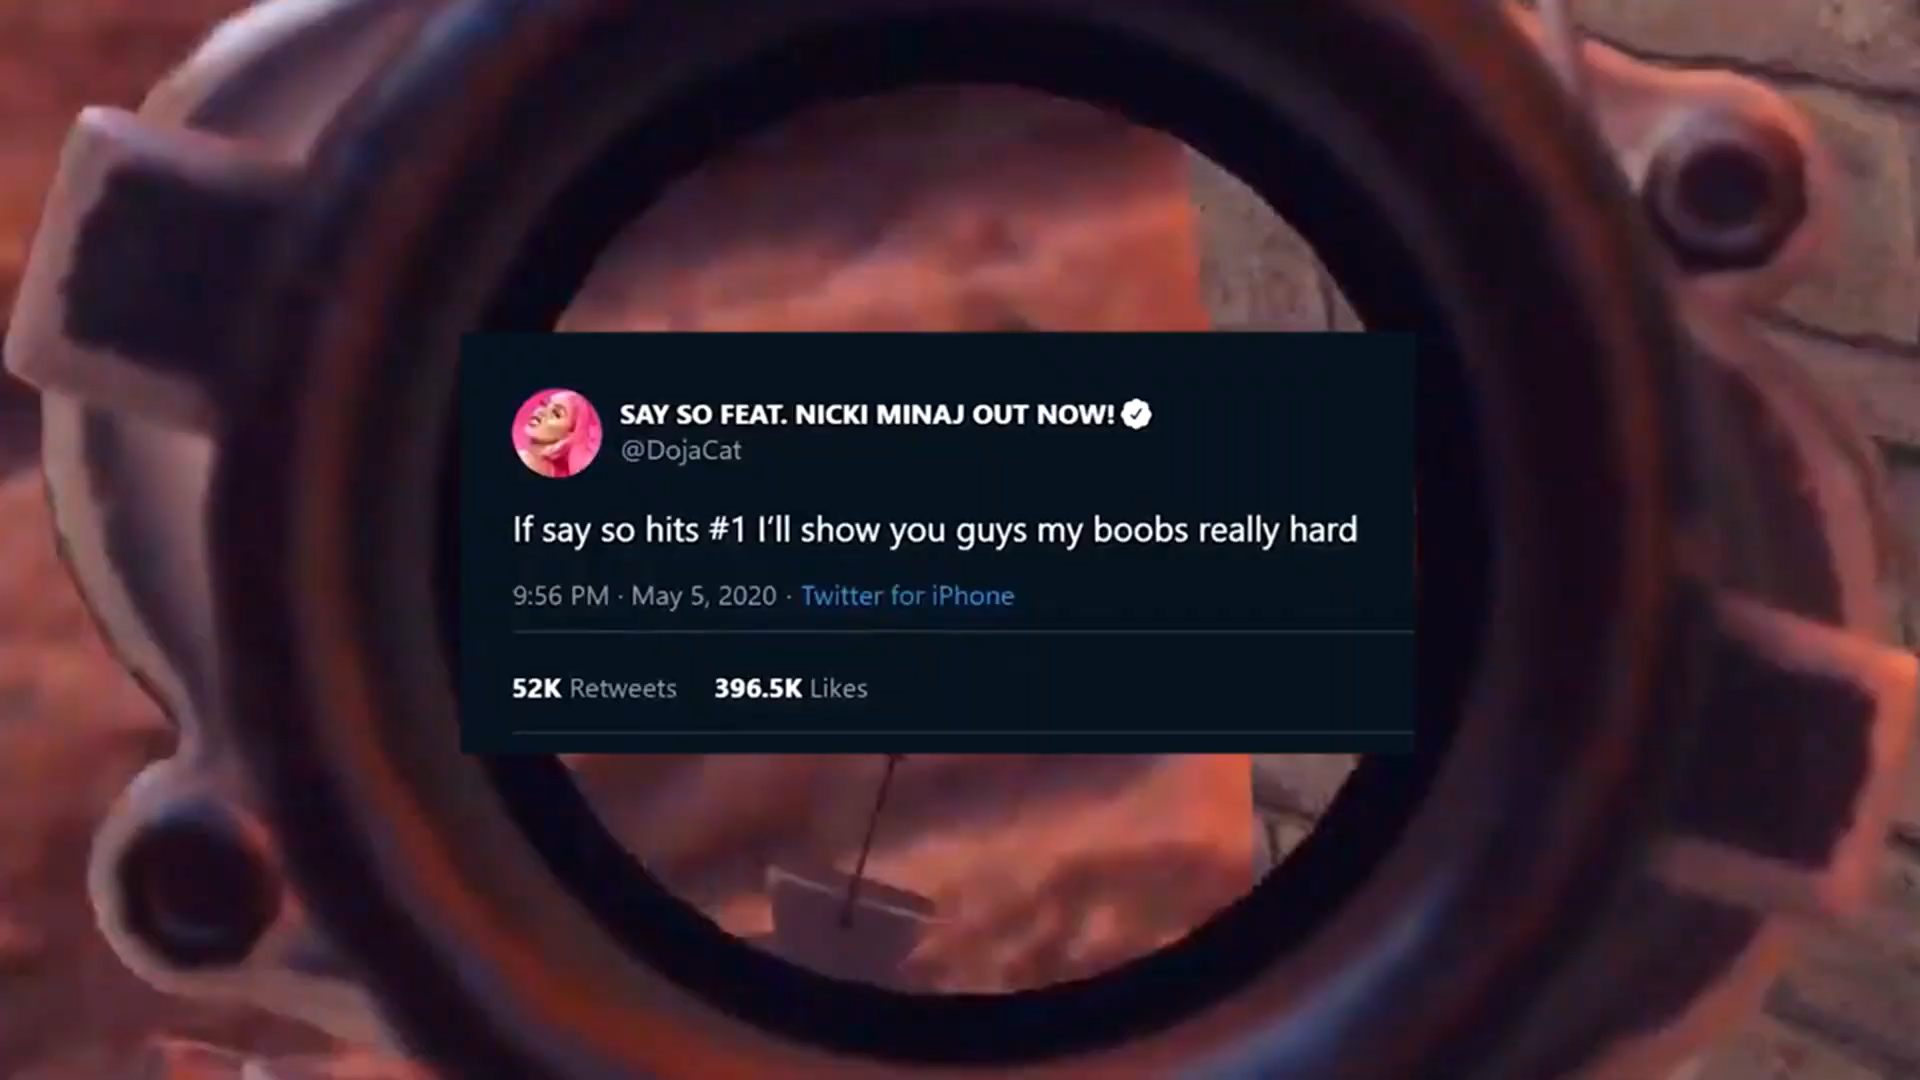 SAY SO FEAT. NICKI MINAJ OUT NOW!
@DojaCat
If say so hits #1 I’ll show you guys my boobs really hard
9:56 PM · May 5, 2020 · Twitter for iPhone
52K Retweets 396.5K Likes